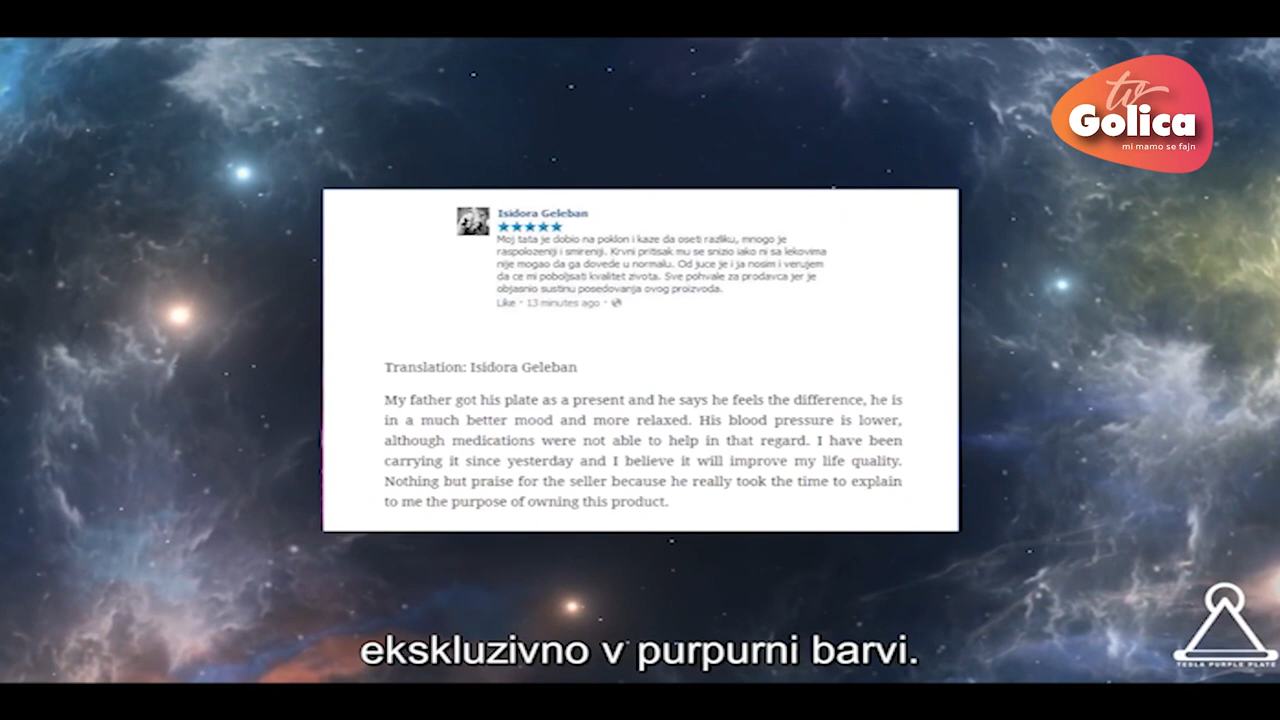 tv
Golica
mi mamo se fajn
Isidora Geleban
Moj tata je dobio na poklon i kaze da oseti razliku, mnogo je
raspolozeniji i smireniji. Krvni pritisak mu se snizio iako ni sa lekovima
nije mogao da ga dovede u normalu. Od juce je i ja nosim i verujem
da ce mi poboljsati kvalitet zivota. Sve pohvale za prodavca jer je
objasnio sustinu posedovanja ovog proizvoda.
Like · 13 minutes ago ·
Translation: Isidora Geleban
My father got his plate as a present and he says he feels the difference, he is
in a much better mood and more relaxed. His blood pressure is lower,
although medications were not able to help in that regard. I have been
carrying it since yesterday and I believe it will improve my life quality.
Nothing but praise for the seller because he really took the time to explain
to me the purpose of owning this product.
ekskluzivno v purpurni barvi.
TESLA PURPLE PLATE